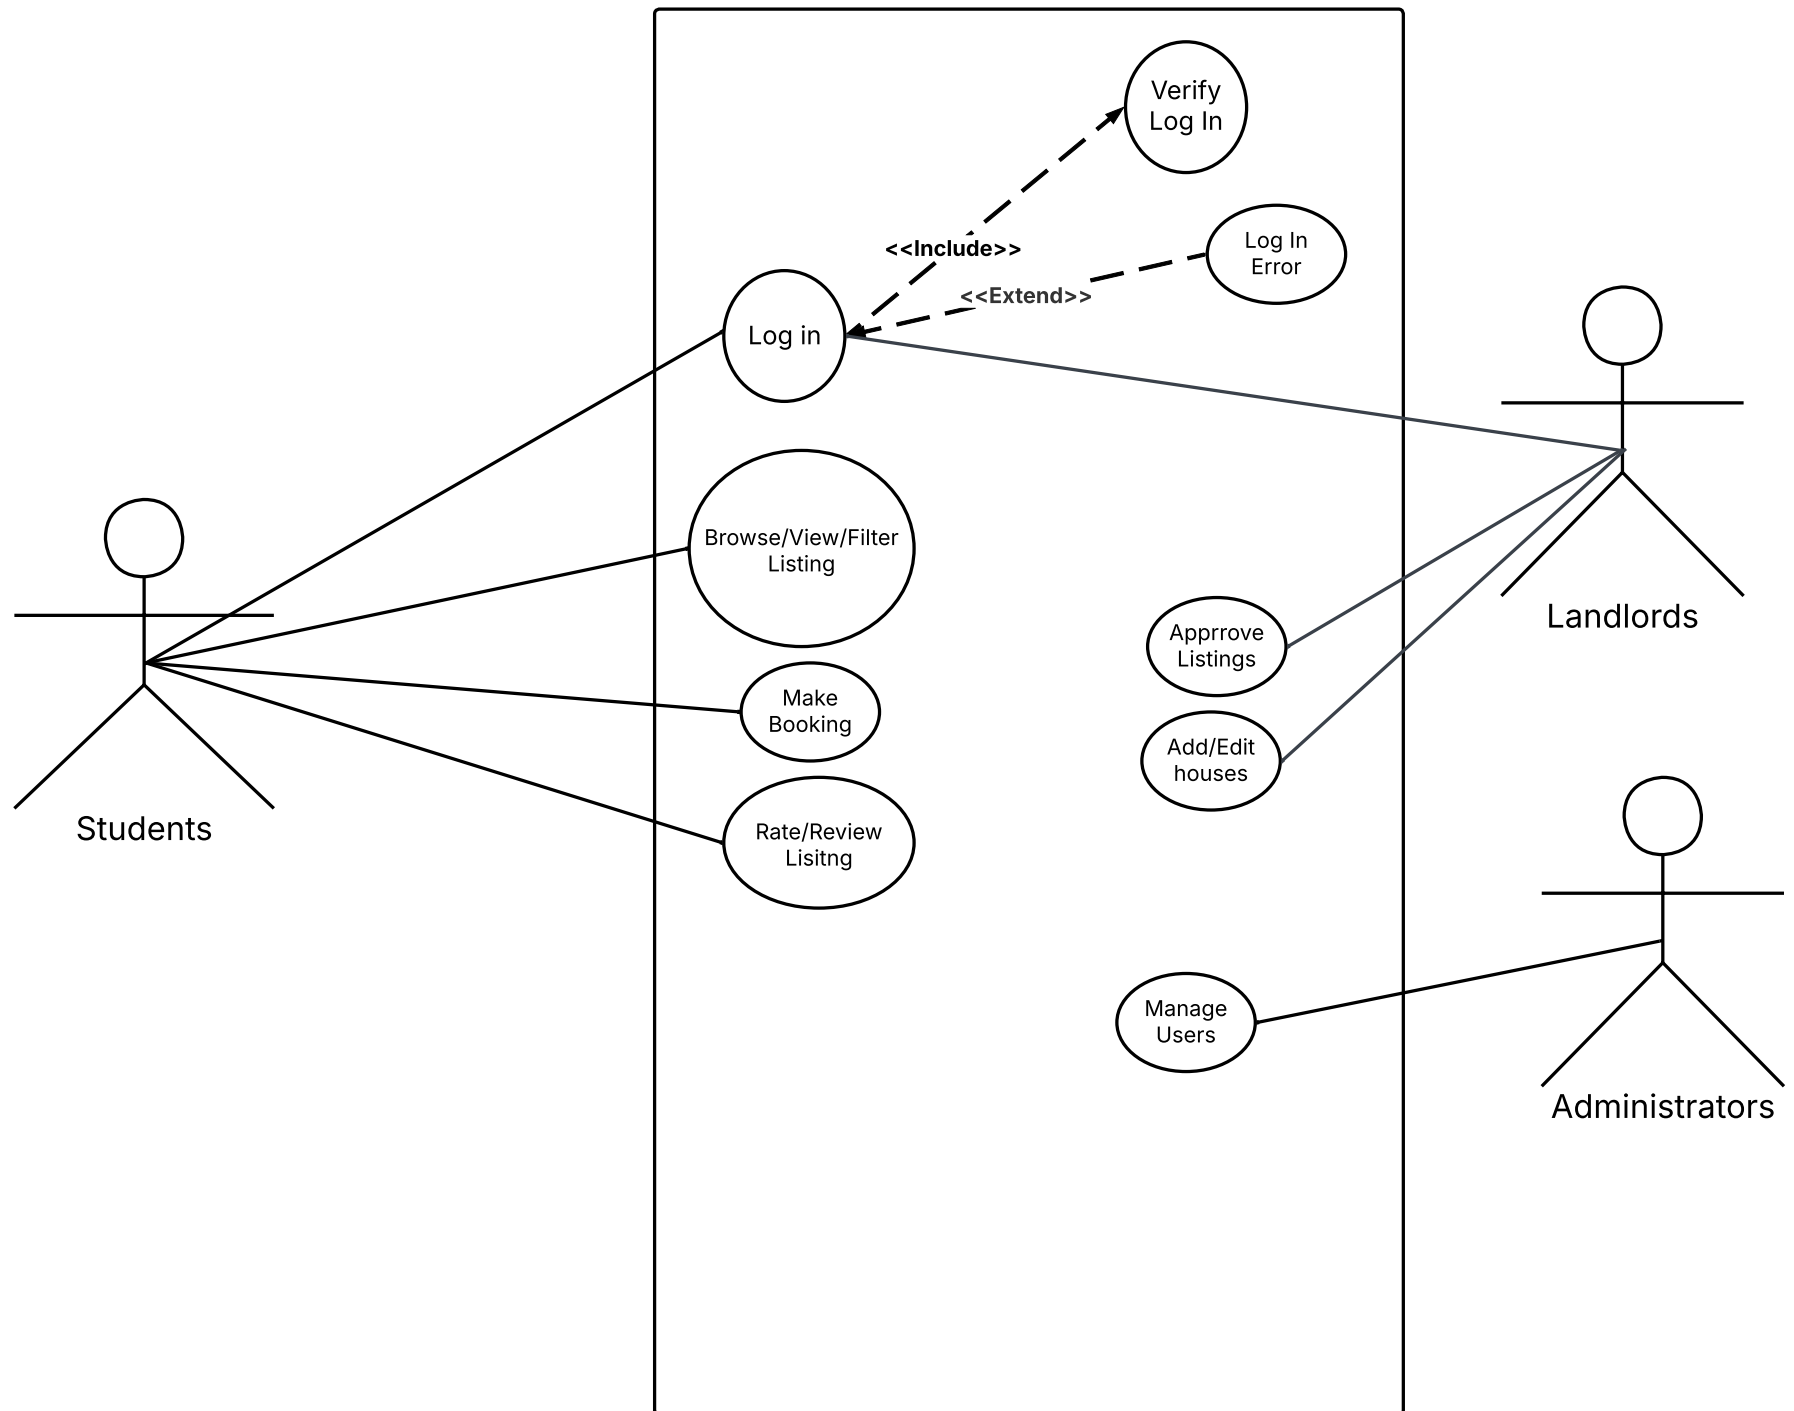 Verify
Log In
<<Include>>
Log In
Error
<<Extend>>
Log in
Browse/View/Filter
Listing
Apprrove
Listings
Landlords
Make
Booking
Add/Edit
houses
Students
Rate/Review
Lisitng
Manage
Users
Administrators